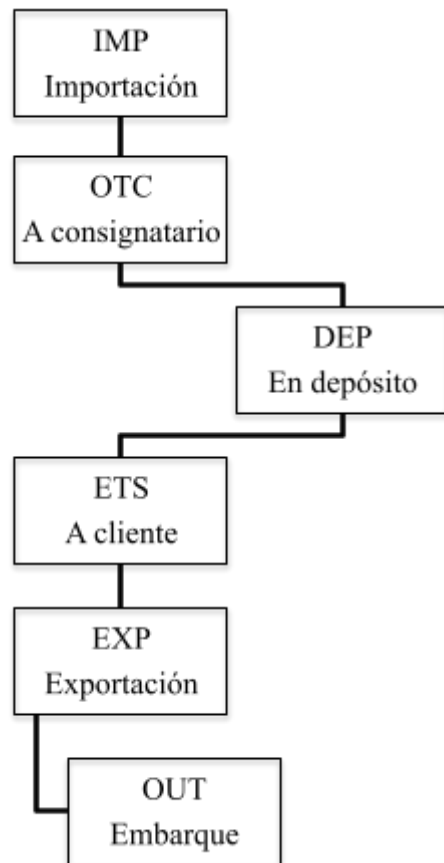 IMP
Importación
OTC
A consignatario
DEP
En depósito
ETS
A cliente
EXP
Exportación
OUT
Embarque